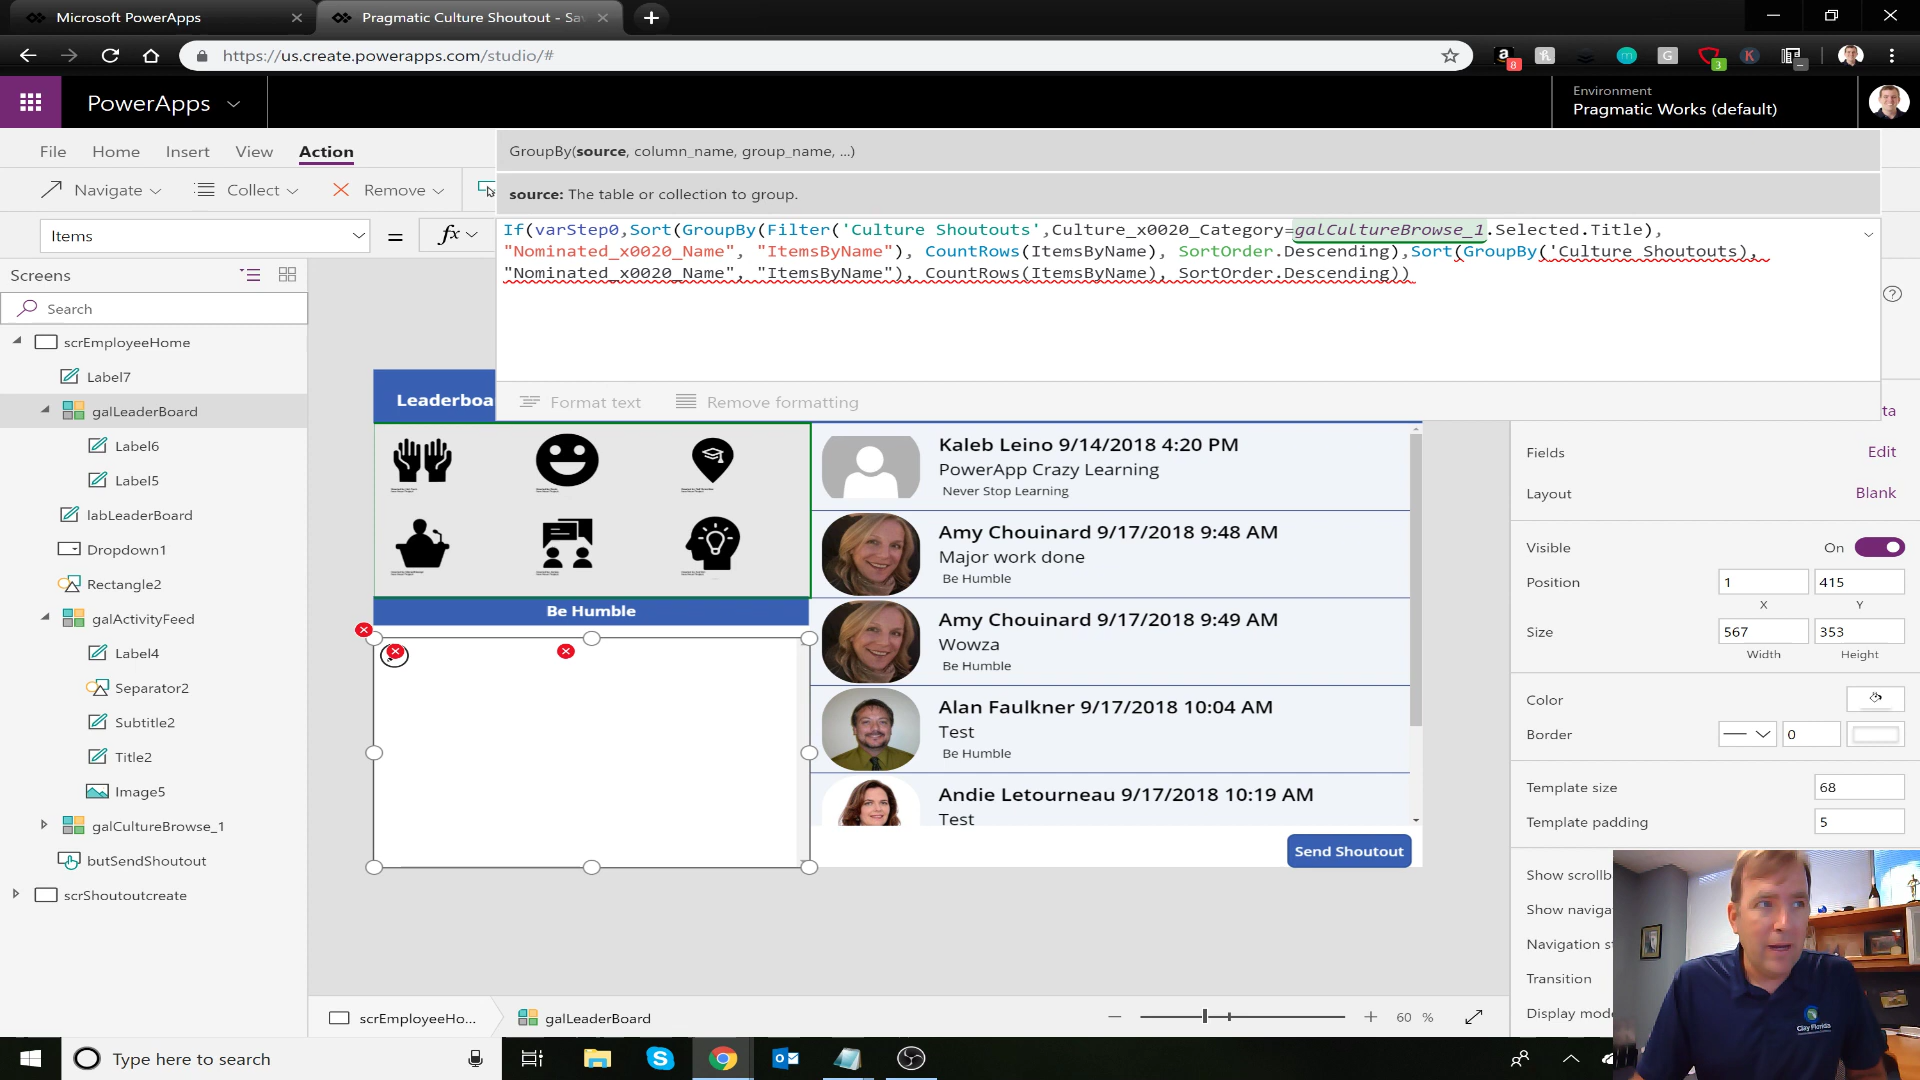 Microsoft PowerApps
Pragmatic Culture Shoutout - Sav
https://us.create.powerapps.com/studio/#
8
3
PowerApps
Environment
Pragmatic Works (default)
File Home Insert View Action
Navigate Collect Remove
GroupBy(source, column_name, group_name, ...)
source: The table or collection to group.
Items = fx
If(varStep0,Sort(GroupBy(Filter('Culture Shoutouts',Culture_x0020_Category=galCultureBrowse_1.Selected.Title),
"Nominated_x0020_Name", "ItemsByName"), CountRows(ItemsByName), SortOrder.Descending),Sort(GroupBy('Culture Shoutouts),
"Nominated_x0020_Name", "ItemsByName"), CountRows(ItemsByName), SortOrder.Descending))
Format text Remove formatting
Screens
Search
scrEmployeeHome
Label7
galLeaderBoard
Label6
Label5
labLeaderBoard
Dropdown1
Rectangle2
galActivityFeed
Label4
Separator2
Subtitle2
Title2
Image5
galCultureBrowse_1
butSendShoutout
scrShoutoutcreate
Leaderboa
Be Humble
Kaleb Leino 9/14/2018 4:20 PM
PowerApp Crazy Learning
Never Stop Learning
Amy Chouinard 9/17/2018 9:48 AM
Major work done
Be Humble
Amy Chouinard 9/17/2018 9:49 AM
Wowza
Be Humble
Alan Faulkner 9/17/2018 10:04 AM
Test
Be Humble
Andie Letourneau 9/17/2018 10:19 AM
Test
Send Shoutout
ta
Fields Edit
Layout Blank
Visible On
Position 1 415
X Y
Size 567 353
Width Height
Color
Border 0
Template size 68
Template padding 5
Show scrollb
Show naviga
Navigation st
Transition
Display mod
Clay Florida
scrEmployeeHo... galLeaderBoard
60 %
Type here to search